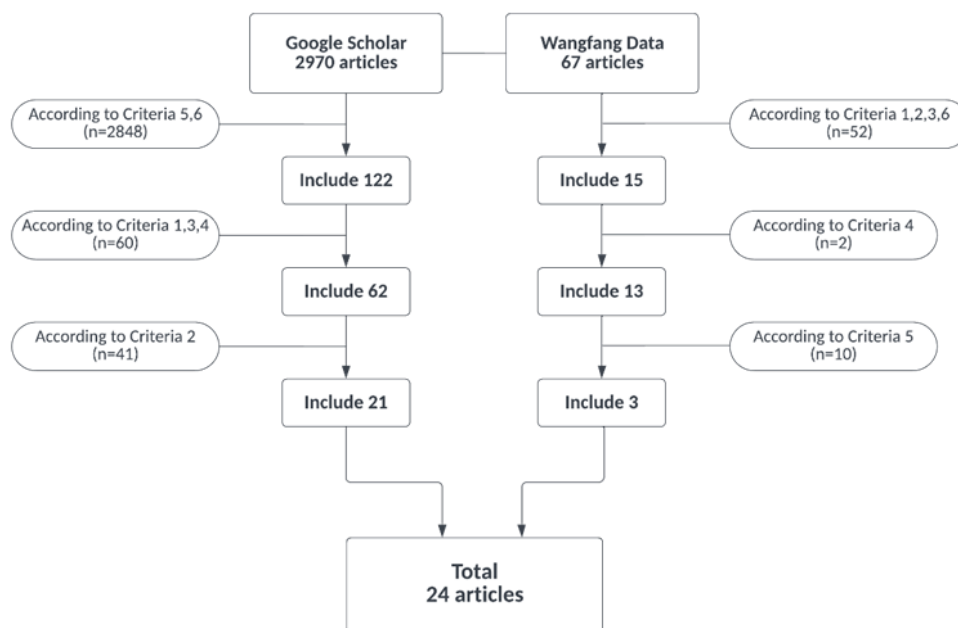 Google Scholar
2970 articles
Wangfang Data
67 articles
According to Criteria 5,6
(n=2848)
According to Criteria 1,2,3,6
(n=52)
Include 122
Include 15
According to Criteria 1,3,4
(n=60)
According to Criteria 4
(n=2)
Include 62
Include 13
According to Criteria 2
(n=41)
According to Criteria 5
(n=10)
Include 21
Include 3
Total
24 articles